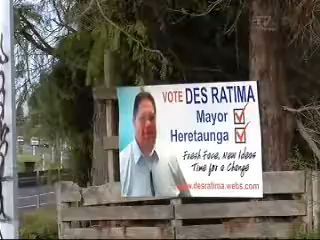 VOTE DES RATIMA
Mayor
Heretaunga
Fresh Face, New Ideas
Time for a Change
www.desratima.webs.com